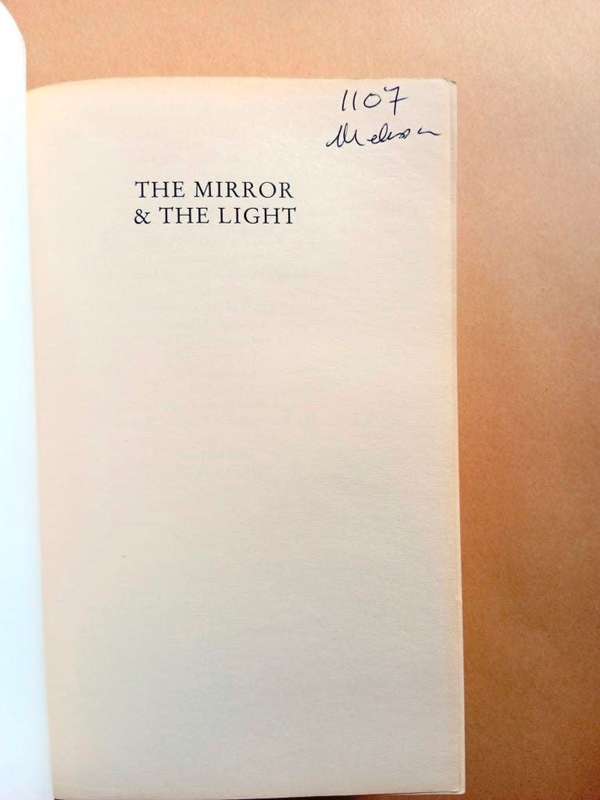 1107
THE MIRROR
& THE LIGHT